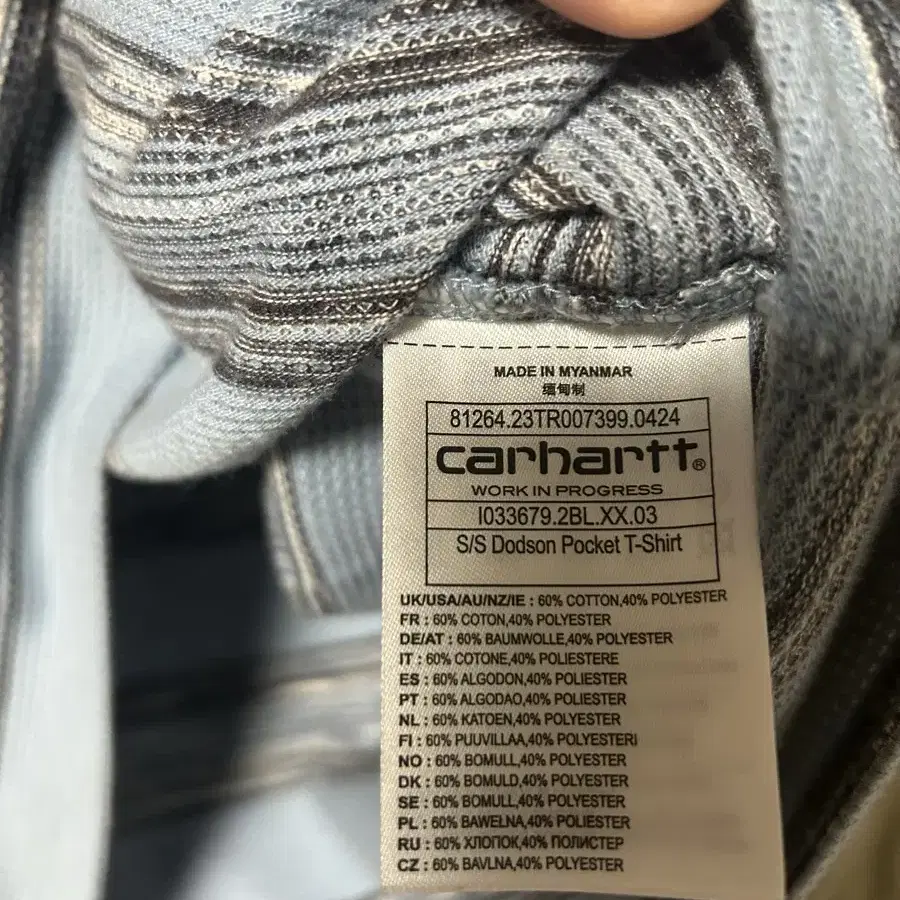 MADE IN MYANMAR
缅甸制
81264.23TR007399.0424
carhartt®
WORK IN PROGRESS
I033679.2BL.XX.03
S/S Dodson Pocket T-Shirt
UK/USA/AU/NZ/IE : 60% COTTON,40% POLYESTER
FR : 60% COTON,40% POLYESTER
DE/AT : 60% BAUMWOLLE,40% POLYESTER
IT : 60% COTONE,40% POLIESTERE
ES : 60% ALGODON,40% POLIESTER
PT : 60% ALGODAO,40% POLIESTER
NL : 60% KATOEN,40% POLYESTER
FI : 60% PUUVILLAA,40% POLYESTERI
NO : 60% BOMULL,40% POLYESTER
DK : 60% BOMULD,40% POLYESTER
SE : 60% BOMULL,40% POLYESTER
PL : 60% BAWEŁNA,40% POLIESTER
RU : 60% ХЛОПОК,40% ПОЛИЭСТЕР
CZ : 60% BAVLNA,40% POLYESTER